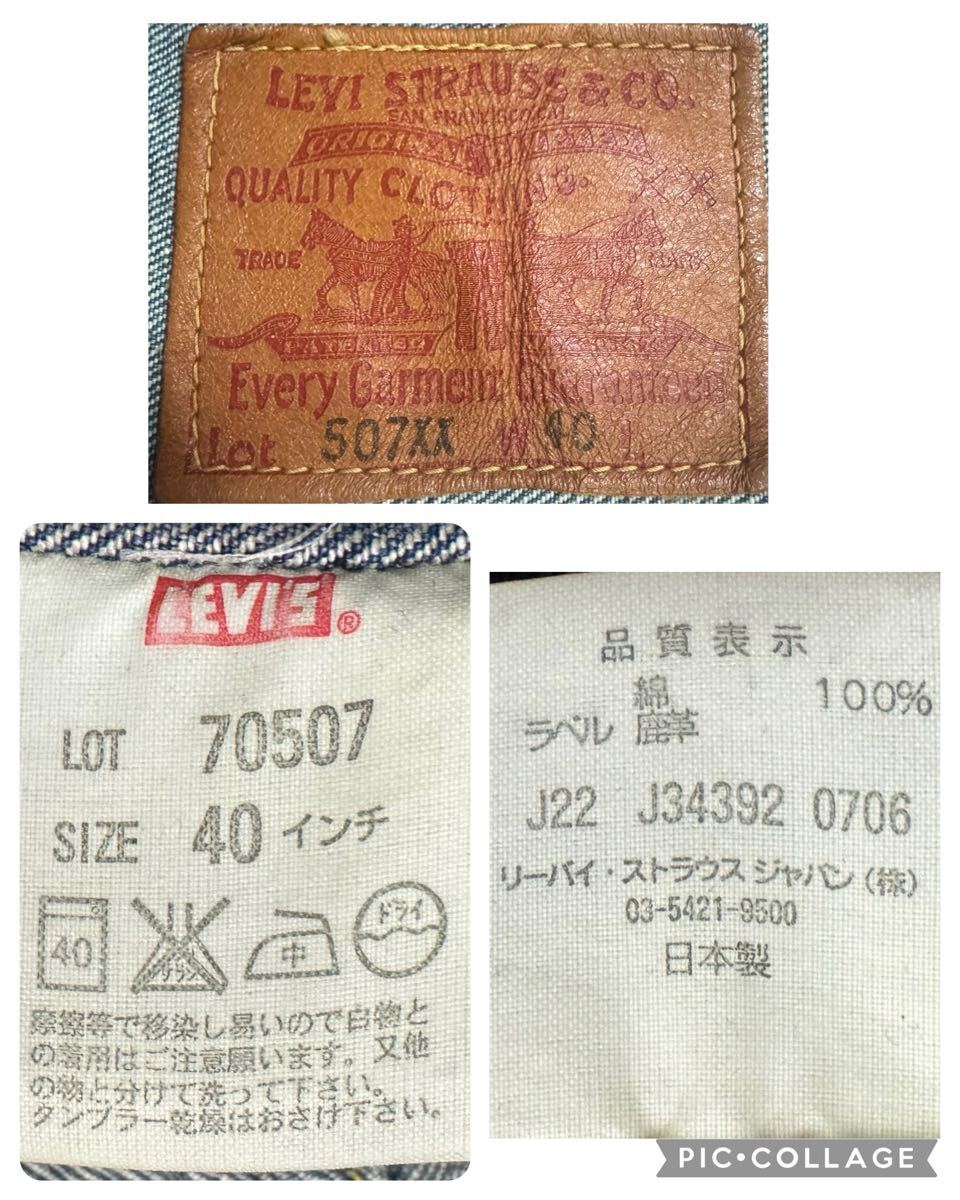 LEVI STRAUSS & CO.
SAN FRANCISCO, CAL.
ORIGINAL
QUALITY CLOTHING. XX
TRADE MARK
PATENTED
Every Garment Guaranteed
Lot 507XX W 40 L
LEVI'S®
LOT 70507
SIZE 40 インチ
40 中 ドライ
摩擦等で移染し易いので白物と
の着用はご注意願います。又他
の物と分けて洗って下さい。
タンブラー乾燥はおさけ下さい。
品質表示
綿 100%
ラベル 鹿革
J22 J34392 0706
リーバイ・ストラウス ジャパン(株)
03-5421-9500
日本製
PIC•COLLAGE